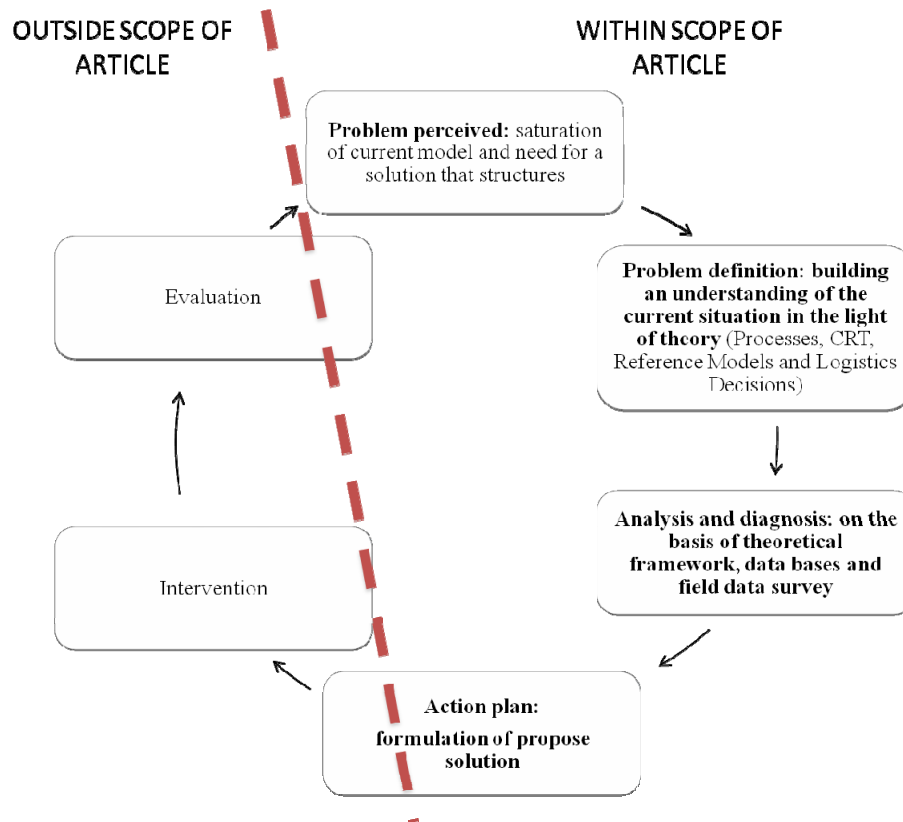 OUTSIDE SCOPE OF
ARTICLE
WITHIN SCOPE OF
ARTICLE
Problem perceived: saturation
of current model and need for a
solution that structures
Problem definition: building
an understanding of the
current situation in the light
of theory (Processes, CRT,
Reference Models and Logistics
Decisions)
Analysis and diagnosis: on the
basis of theoretical
framework, data bases and
field data survey
Action plan:
formulation of propose
solution
Intervention
Evaluation